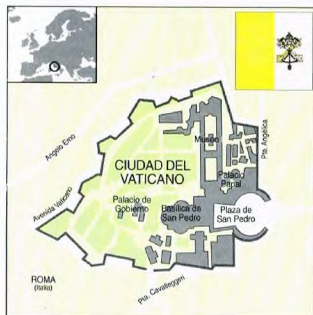 Angelo Emo
Museo
Pta. Angelica
CIUDAD DEL
VATICANO
Palacio
Papal
Avenida Vaticano
Palacio de
Gobierno
Basílica de
San Pedro
Plaza de
San Pedro
ROMA
(Italia)
Pta. Cavalleggeri